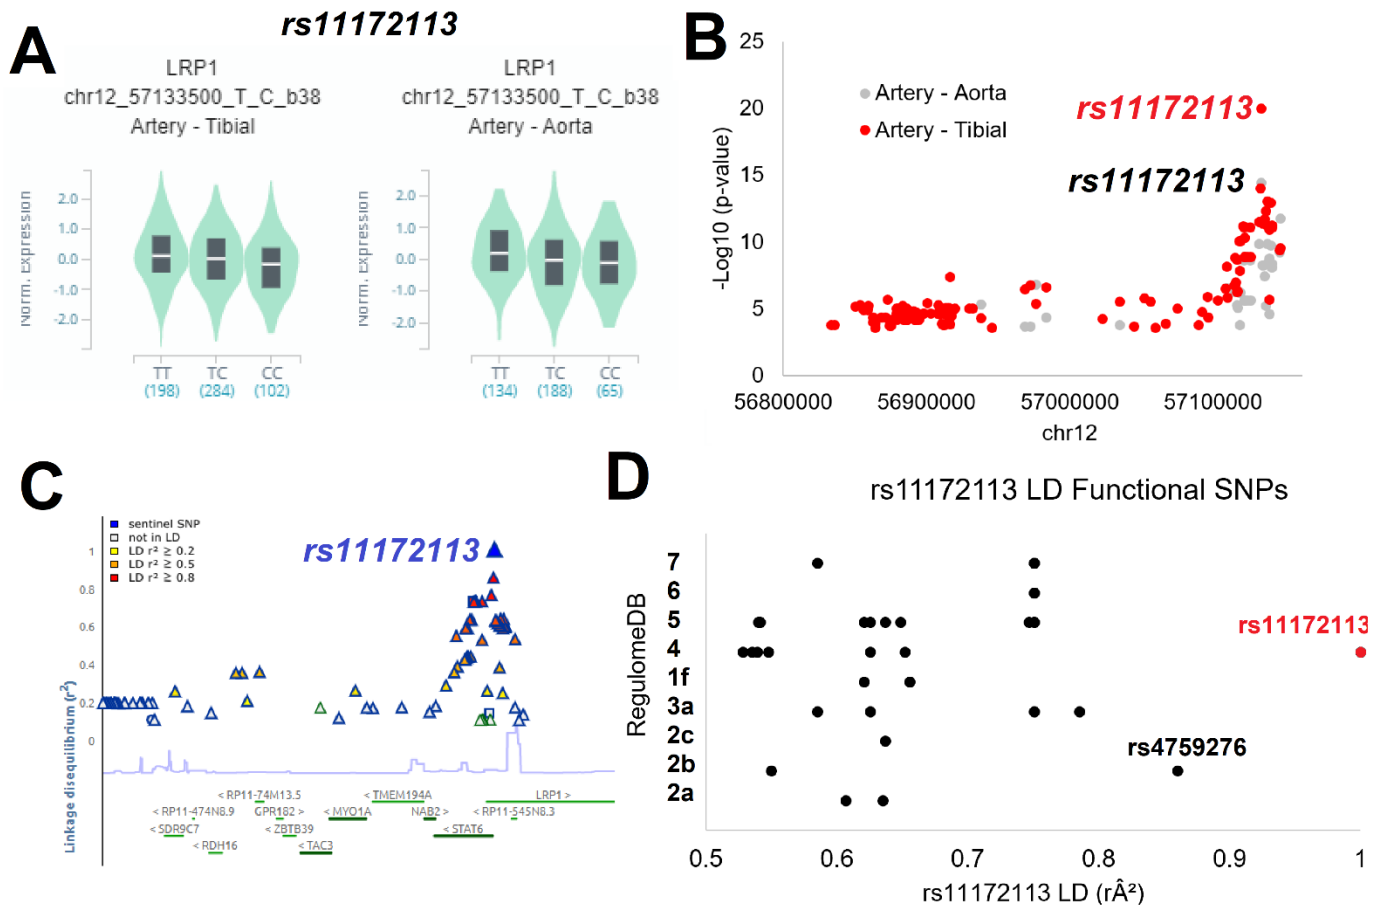 A
rs11172113
LRP1
chr12_57133500_T_C_b38
Artery - Tibial
Norm. Expression
2.0
1.0
0.0
-1.0
-2.0
TT
TC
CC
(198)
(284)
(102)
LRP1
chr12_57133500_T_C_b38
Artery - Aorta
Norm. Expression
2.0
1.0
0.0
-1.0
-2.0
TT
TC
CC
(134)
(188)
(65)
B
-Log10 (p-value)
25
20
15
10
5
0
Artery - Aorta
Artery - Tibial
rs11172113
rs11172113
56800000
56900000
57000000
57100000
chr12
C
sentinel SNP
not in LD
LD r² ≥ 0.2
LD r² ≥ 0.5
LD r² ≥ 0.8
rs11172113
Linkage disequilibrium (r²)
1
0.8
0.6
0.4
0.2
0
< RP11-74M13.5
< TMEM194A
LRP1 >
< RP11-474N8.9
GPR182 >
< MYO1A
NAB2 >
< RP11-545N8.3
< SDR9C7
< ZBTB39
< STAT6
< RDH16
< TAC3
D
rs11172113 LD Functional SNPs
RegulomeDB
7
6
5
4
1f
3a
2c
2b
2a
rs11172113
rs4759276
0.5
0.6
0.7
0.8
0.9
1
rs11172113 LD (rÂ²)